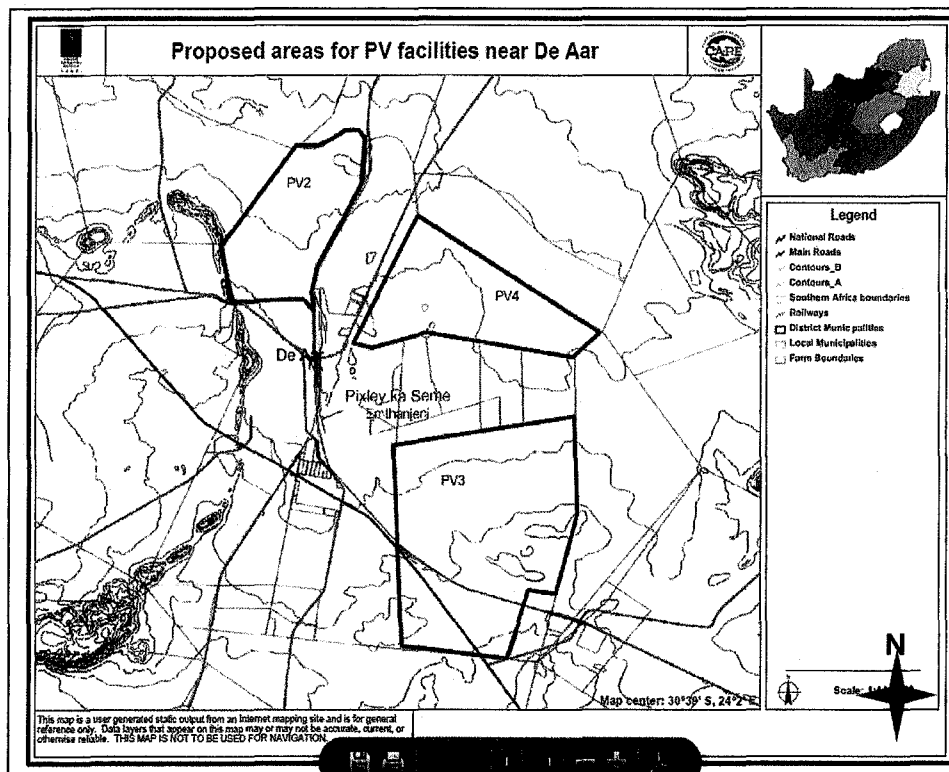 Proposed areas for PV facilities near De Aar
CAPE
PV2
PV4
De Aar
Pixley ka Seme
Emthanjeni
PV3
Map center: 30°39' S, 24°2' E
Legend
National Roads
Main Roads
Contours_B
Contours_A
Southern Africa boundaries
Railways
District Municipalities
Local Municipalities
Farm Boundaries
N
Scale:
This map is a user generated static output from an Internet mapping site and is for general
reference only. Data layers that appear on this map may or may not be accurate, current, or
otherwise reliable. THIS MAP IS NOT TO BE USED FOR NAVIGATION.